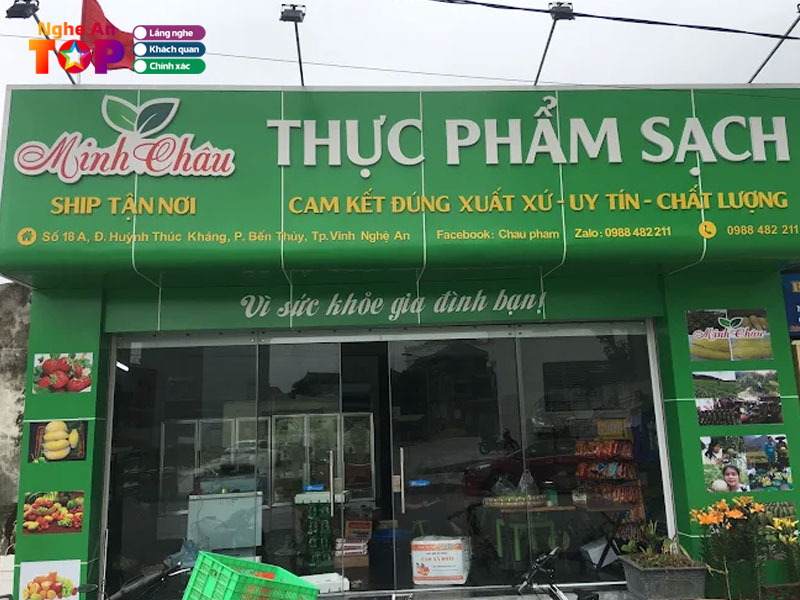 Nghe An
TOP
Lắng nghe
Khách quan
Chính xác
Minh Châu
THỰC PHẨM SẠCH
SHIP TẬN NƠI
CAM KẾT ĐÚNG XUẤT XỨ - UY TÍN - CHẤT LƯỢNG
Số 18 A, Đ. Huỳnh Thúc Kháng, P. Bến Thủy, Tp.Vinh Nghệ An Facebook: Chau pham Zalo: 0988 482 211 0988 482 211
Vì sức khỏe gia đình bạn!
Minh Châu